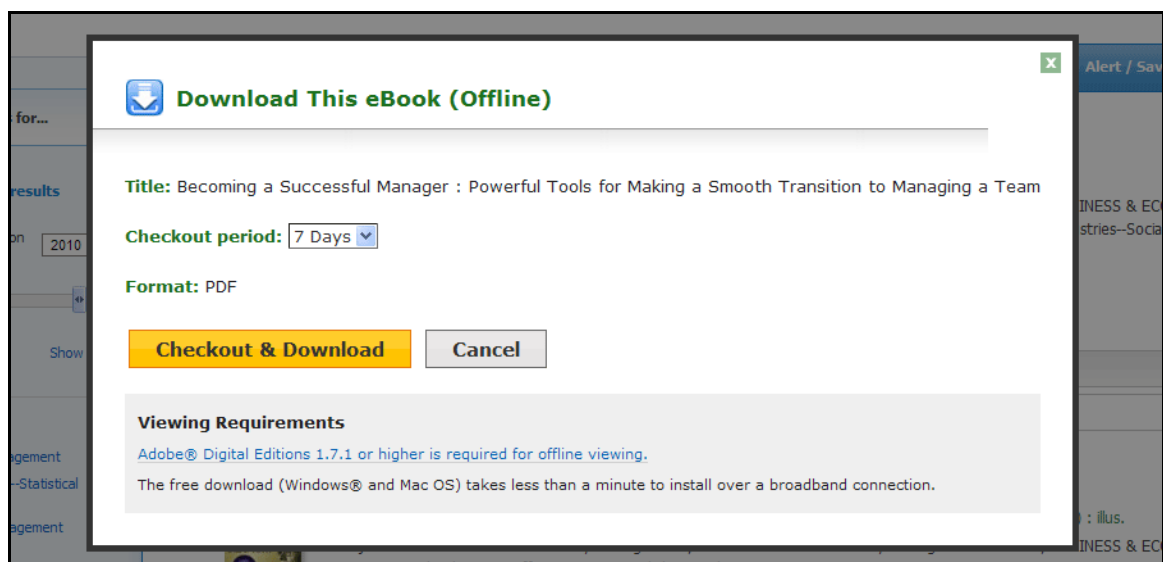 x
Alert / Sav
Download This eBook (Offline)
for...
Title: Becoming a Successful Manager : Powerful Tools for Making a Smooth Transition to Managing a Team
results
INESS & ECO
on 2010
stries--Socia
Checkout period: 7 Days
Format: PDF
Checkout & Download Cancel
Show
Viewing Requirements
Adobe® Digital Editions 1.7.1 or higher is required for offline viewing.
agement
--Statistical
The free download (Windows® and Mac OS) takes less than a minute to install over a broadband connection.
agement
) : illus.
INESS & ECO